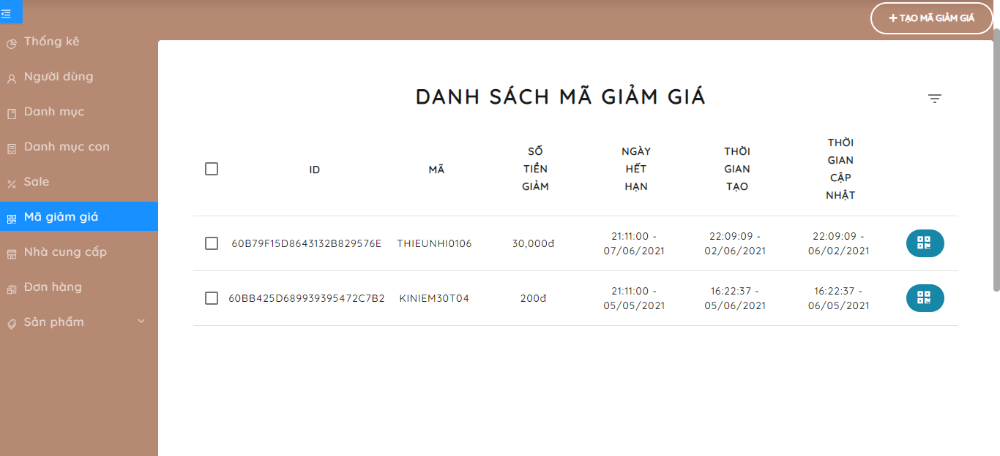 + TẠO MÃ GIẢM GIÁ
Thống kê
Người dùng
Danh mục
Danh mục con
Sale
Mã giảm giá
Nhà cung cấp
Đơn hàng
Sản phẩm
DANH SÁCH MÃ GIẢM GIÁ
ID
MÃ
SỐ
TIỀN
GIẢM
NGÀY
HẾT
HẠN
THỜI
GIAN
TẠO
THỜI
GIAN
CẬP
NHẬT
60B79F15D8643132B829576E
THIEUNHI0106
30,000đ
21:11:00 -
07/06/2021
22:09:09 -
02/06/2021
22:09:09 -
06/02/2021
60BB425D689939395472C7B2
KINIEM30T04
200đ
21:11:00 -
05/05/2021
16:22:37 -
05/06/2021
16:22:37 -
06/05/2021